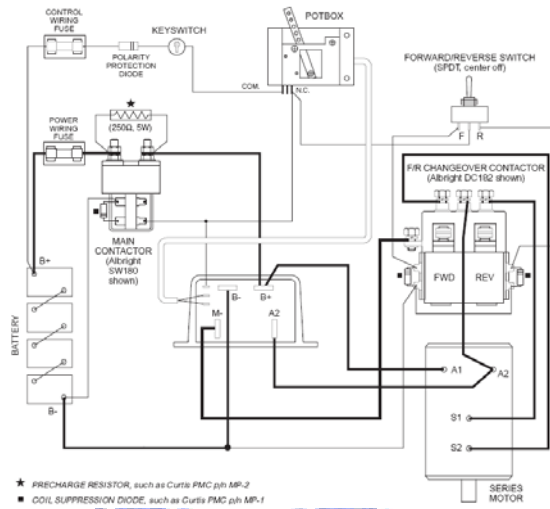 CONTROL
WIRING
FUSE
KEYSWITCH
POTBOX
POLARITY
PROTECTION
DIODE
FORWARD/REVERSE SWITCH
(SPDT, center off)
COM.
N.C.
★
(250Ω, 5W)
POWER
WIRING
FUSE
F
R
F/R CHANGEOVER CONTACTOR
(Albright DC182 shown)
MAIN
CONTACTOR
(Albright
SW180
shown)
B+
FWD
REV
B-
B+
M-
A2
BATTERY
A1
A2
B-
S1
S2
SERIES
MOTOR
★ PRECHARGE RESISTOR, such as Curtis PMC p/n MP-2
■ COIL SUPPRESSION DIODE, such as Curtis PMC p/n MP-1